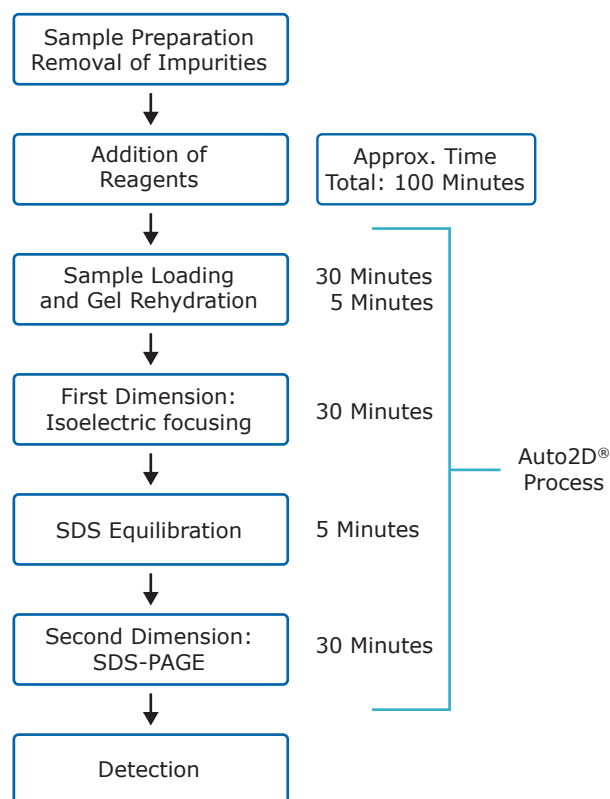 Sample Preparation
Removal of Impurities
Addition of
Reagents
Approx. Time
Total: 100 Minutes
Sample Loading
and Gel Rehydration
30 Minutes
5 Minutes
First Dimension:
Isoelectric focusing
30 Minutes
Auto2D®
Process
SDS Equilibration
5 Minutes
Second Dimension:
SDS-PAGE
30 Minutes
Detection